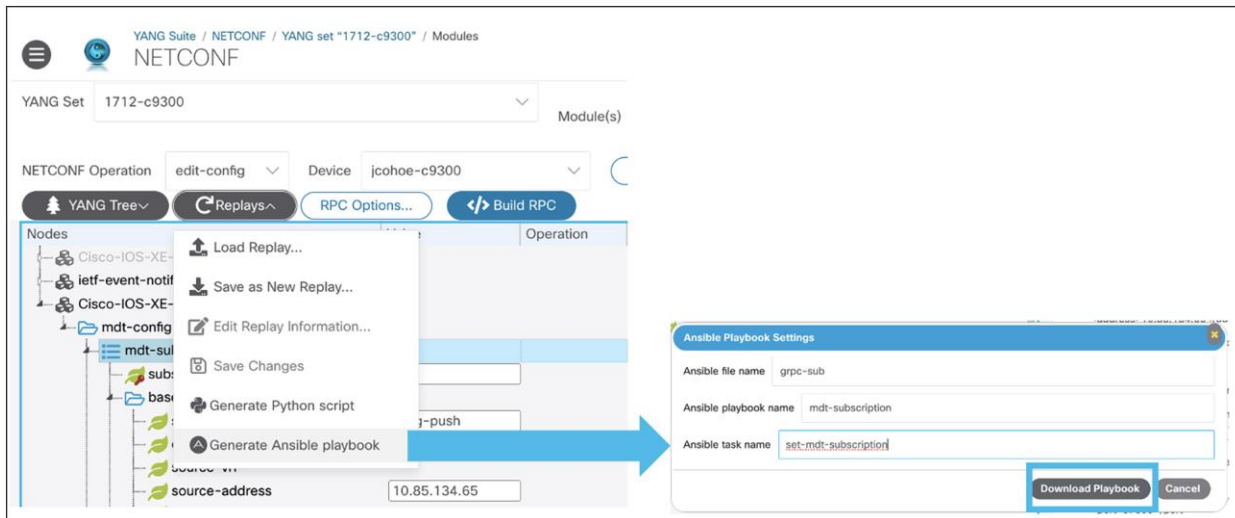 YANG Suite / NETCONF / YANG set "1712-c9300" / Modules
NETCONF
YANG Set 1712-c9300
Module(s)
NETCONF Operation edit-config Device jcohoe-c9300
YANG Tree Replays RPC Options... </> Build RPC
Nodes Operation
Cisco-IOS-XE-
ietf-event-notif
Cisco-IOS-XE-
mdt-config
mdt-sul
subs
base
source-address 10.85.134.65
Load Replay...
Save as New Replay...
Edit Replay Information...
Save Changes
Generate Python script
Generate Ansible playbook
g-push
Ansible Playbook Settings
Ansible file name grpc-sub
Ansible playbook name mdt-subscription
Ansible task name set-mdt-subscription
Download Playbook Cancel